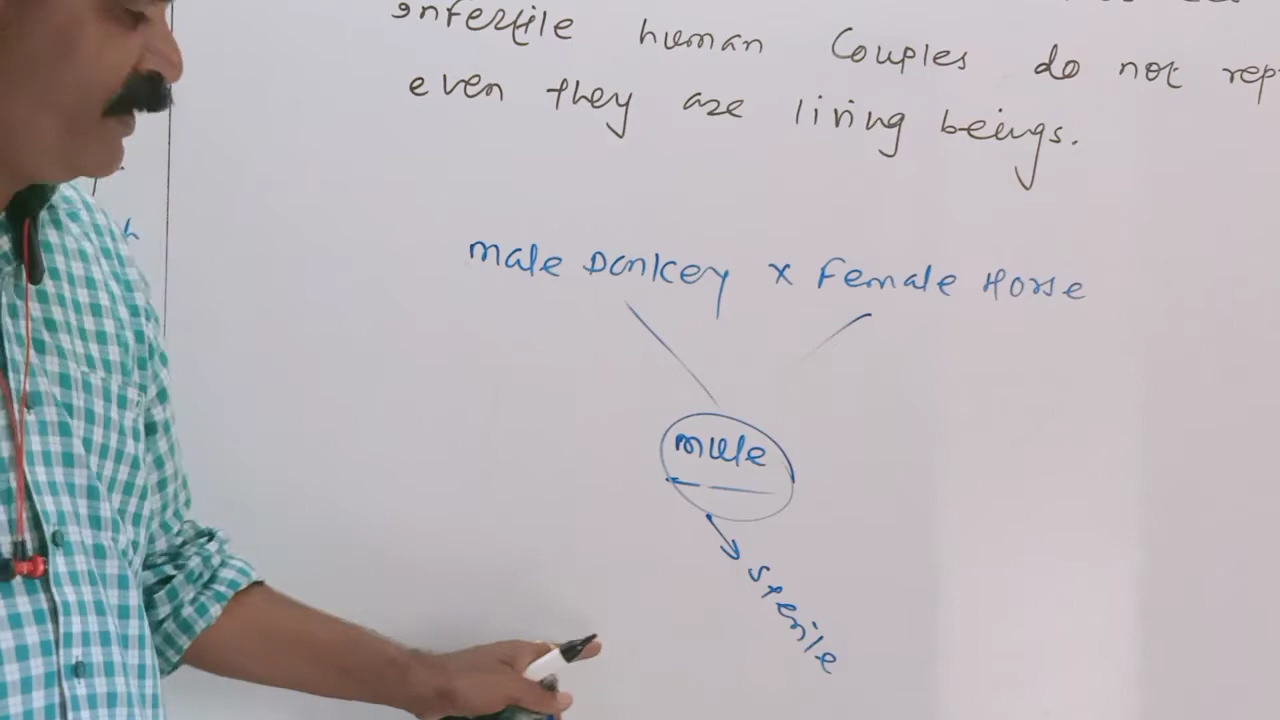 infertile human couples do not rep
even they are living beings.
male Donkey x Female Horse
mule
sterile